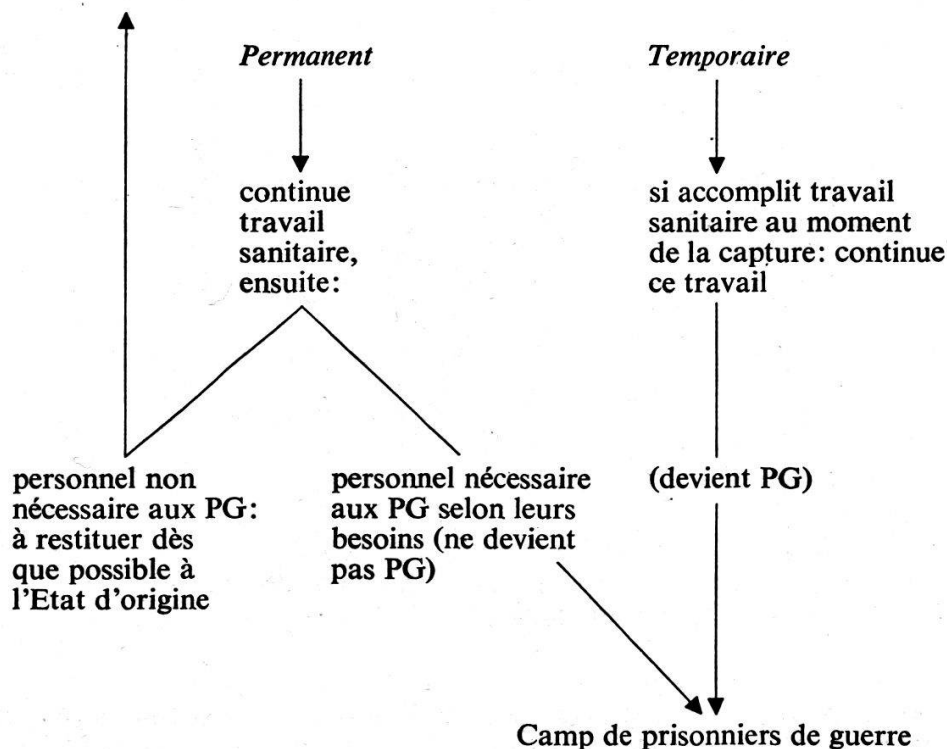 Permanent
Temporaire
continue
travail
sanitaire,
ensuite:
si accomplit travail
sanitaire au moment
de la capture: continue
ce travail
personnel non
nécessaire aux PG:
à restituer dès
que possible à
l'Etat d'origine
personnel nécessaire
aux PG selon leurs
besoins (ne devient
pas PG)
(devient PG)
Camp de prisonniers de guerre